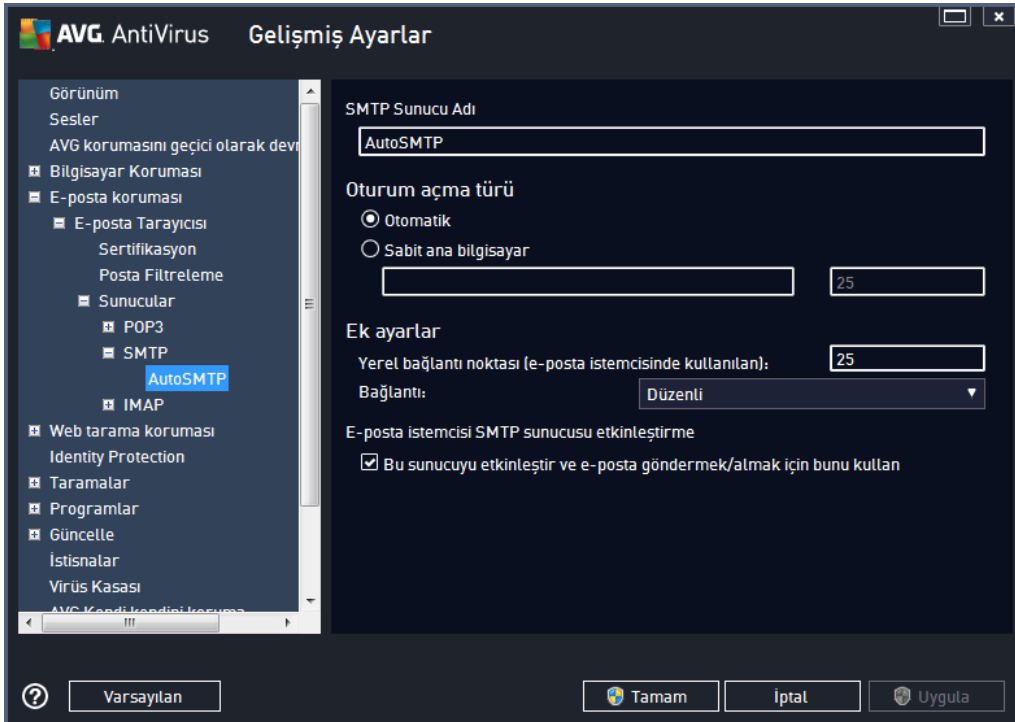 AVG AntiVirus Gelişmiş Ayarlar
Görünüm
Sesler
AVG korumasını geçici olarak
Bilgisayar Koruması
E-posta koruması
E-posta Tarayıcısı
Sertifikasyon
Posta Filtreleme
Sunucular
POP3
SMTP
AutoSMTP
IMAP
Web tarama koruması
Identity Protection
Taramalar
Programlar
Güncelle
İstisnalar
Virüs Kasası
AVG Kendi kendini koruma
SMTP Sunucu Adı
AutoSMTP
Oturum açma türü
Otomatik
Sabit ana bilgisayar
25
Ek ayarlar
Yerel bağlantı noktası (e-posta istemcisinde kullanılan): 25
Bağlantı: Düzenli
E-posta istemcisi SMTP sunucusu etkinleştirme
Bu sunucuyu etkinleştir ve e-posta göndermek/almak için bunu kullan
Varsayılan Tamam İptal Uygula